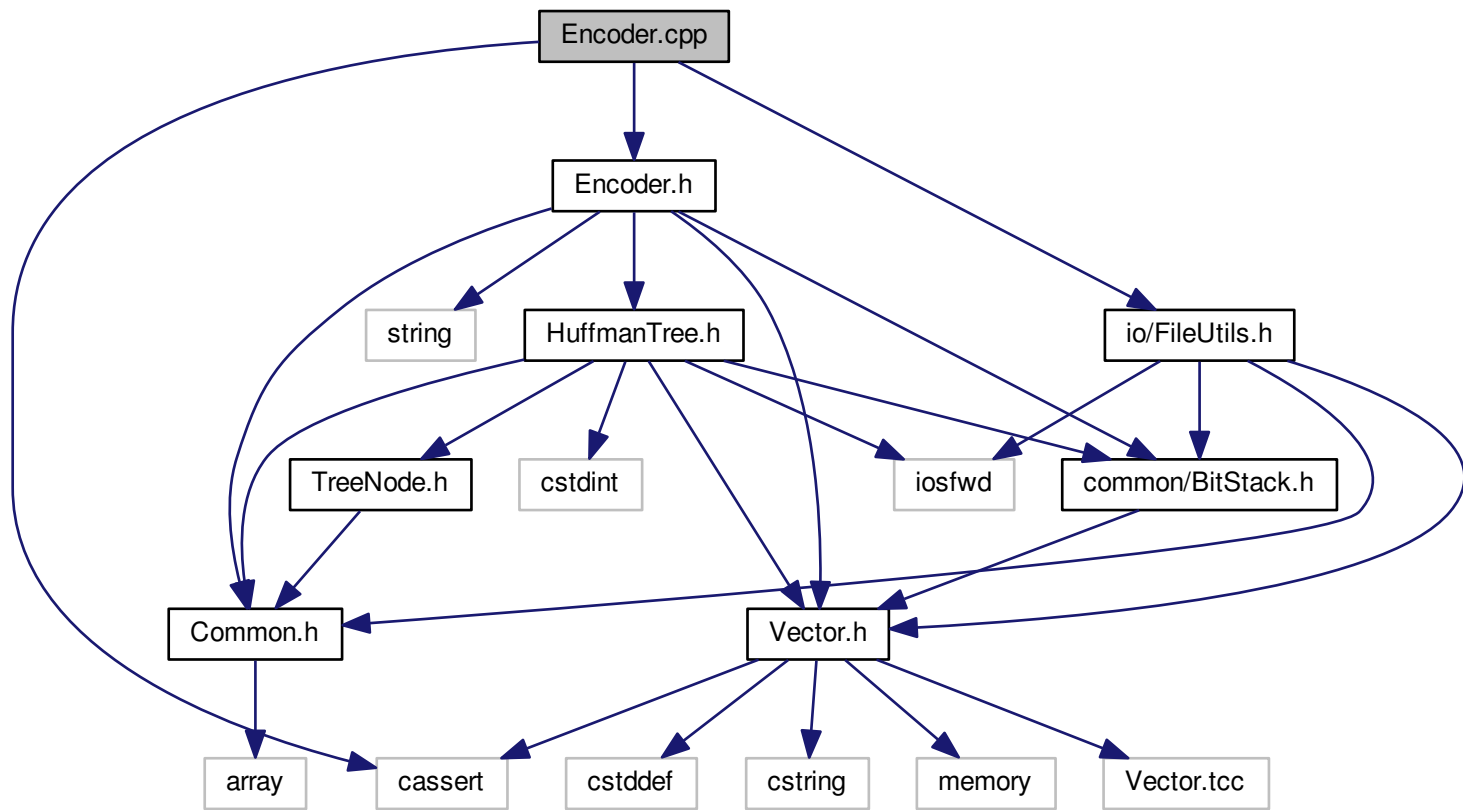 Encoder.cpp
Encoder.h
string
HuffmanTree.h
io/FileUtils.h
TreeNode.h
cstdint
iosfwd
common/BitStack.h
Common.h
Vector.h
array
cassert
cstddef
cstring
memory
Vector.tcc